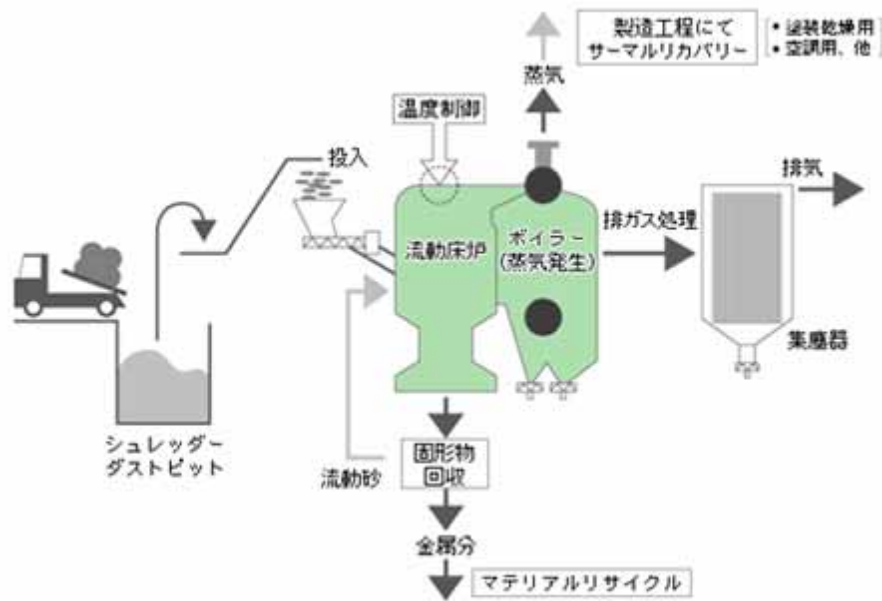 製造工程にて
サーマルリカバリー
• 塗装乾燥用
• 空調用、他
蒸気
温度制御
投入
排気
流動床炉
ボイラー
(蒸気発生)
排ガス処理
集塵器
シュレッダー
ダストピット
流動砂
固形物
回収
金属分
マテリアルリサイクル